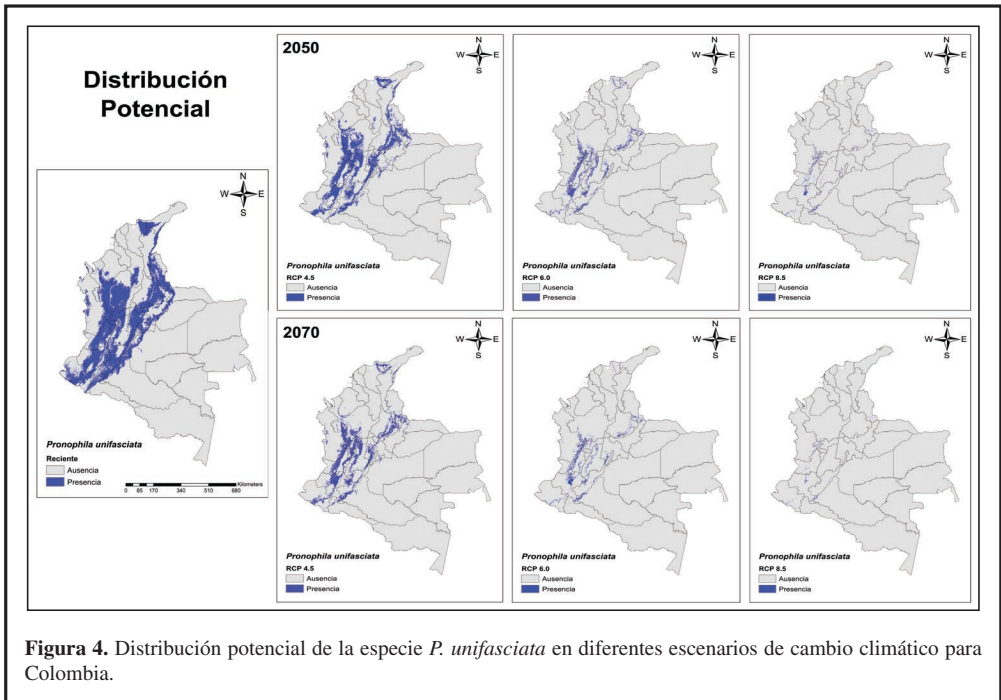 Distribución
Potencial
N
W E
S
Pronophila unifasciata
Reciente
Ausencia
Presencia
0 85 170 340 510 680 Kilometers
2050
N
W E
S
Pronophila unifasciata
RCP 4.5
Ausencia
Presencia
N
W E
S
Pronophila unifasciata
RCP 6.0
Ausencia
Presencia
N
W E
S
Pronophila unifasciata
RCP 8.5
Ausencia
Presencia
2070
N
W E
S
Pronophila unifasciata
RCP 4.5
Ausencia
Presencia
N
W E
S
Pronophila unifasciata
RCP 6.0
Ausencia
Presencia
N
W E
S
Pronophila unifasciata
RCP 8.5
Ausencia
Presencia
Figura 4. Distribución potencial de la especie P. unifasciata en diferentes escenarios de cambio climático para
Colombia.